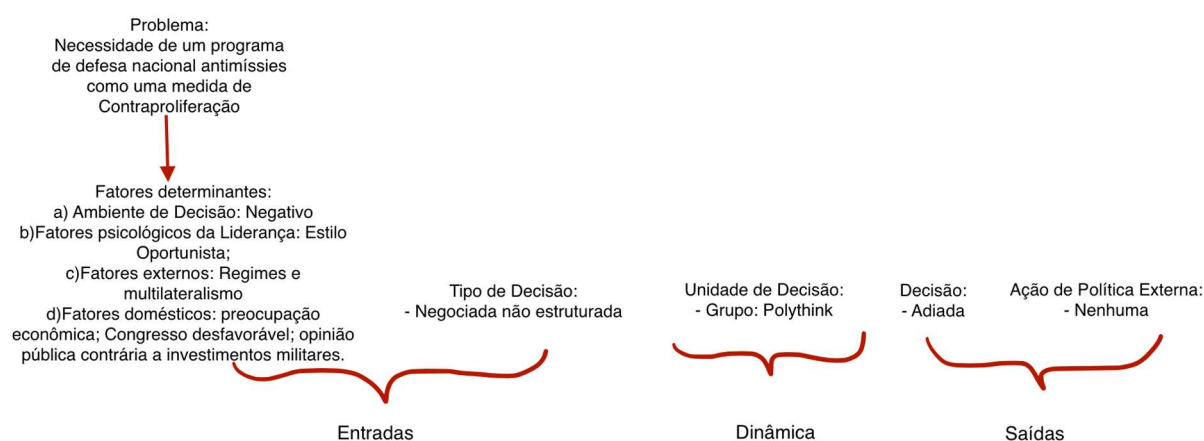 Problema:
Necessidade de um programa
de defesa nacional antimíssies
como uma medida de
Contraproliferação
Fatores determinantes:
a) Ambiente de Decisão: Negativo
b)Fatores psicológicos da Liderança: Estilo
Oportunista;
c)Fatores externos: Regimes e
multilateralismo
d)Fatores domésticos: preocupação
econômica; Congresso desfavorável; opinião
pública contrária a investimentos militares.
Tipo de Decisão:
- Negociada não estruturada
Unidade de Decisão:
- Grupo: Polythink
Decisão:
- Adiada
Ação de Política Externa:
- Nenhuma
Entradas
Dinâmica
Saídas